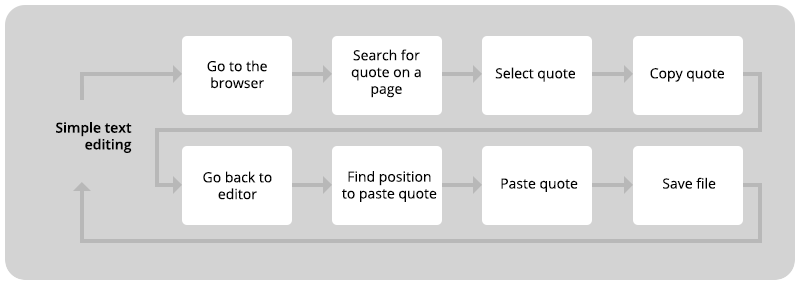 Go to the
browser
Search for
quote on a
page
Select quote
Copy quote
Simple text
editing
Go back to
editor
Find position
to paste quote
Paste quote
Save file